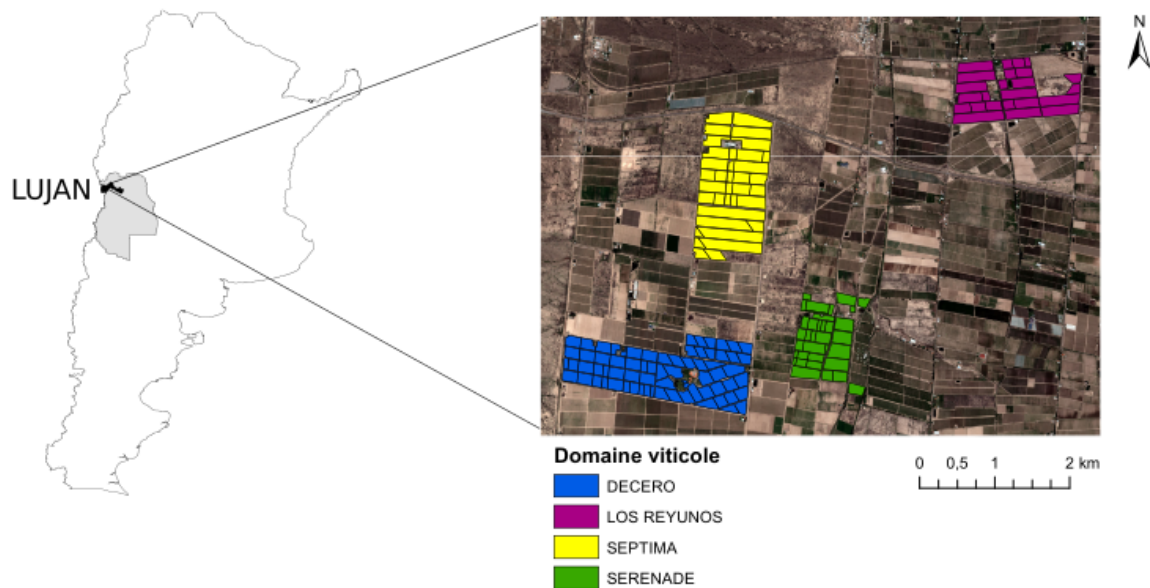 N
LUJAN
Domaine viticole
DECERO
LOS REYUNOS
SEPTIMA
SERENADE
0 0,5 1 2 km